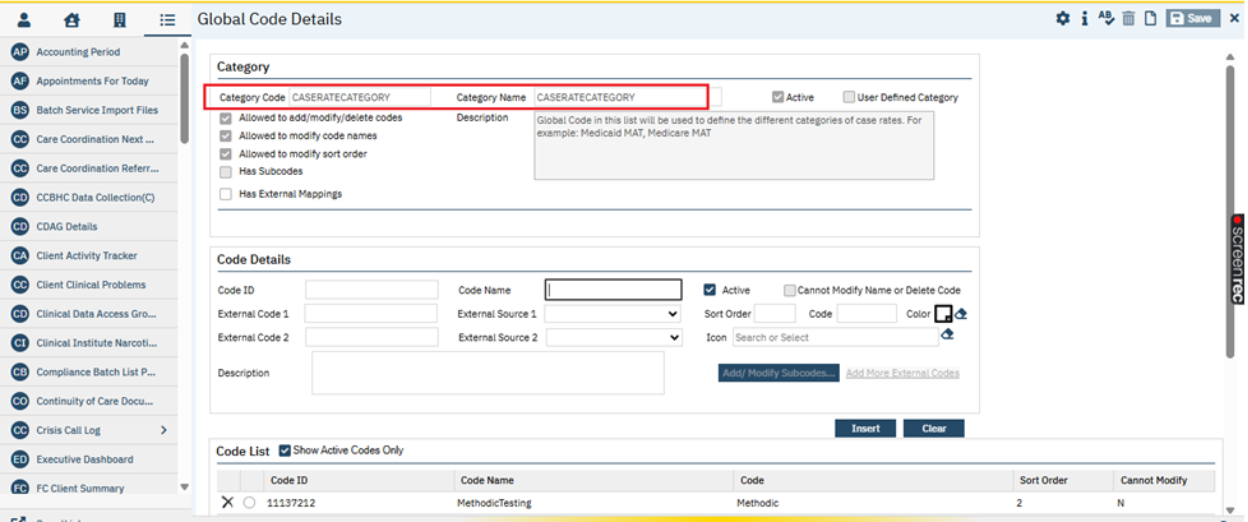 Global Code Details
AB
Save
AP Accounting Period
AF Appointments For Today
BS Batch Service Import Files
CC Care Coordination Next ...
CC Care Coordination Referr...
CD CCBHC Data Collection(C)
CD CDAG Details
CA Client Activity Tracker
CC Client Clinical Problems
CD Clinical Data Access Gro...
CI Clinical Institute Narcoti...
CB Compliance Batch List P...
CO Continuity of Care Docu...
CC Crisis Call Log
ED Executive Dashboard
FC FC Client Summary
Category
Category Code CASERATECATEGORY Category Name CASERATECATEGORY Active User Defined Category
Allowed to add/modify/delete codes
Allowed to modify code names
Allowed to modify sort order
Has Subcodes
Has External Mappings
Description
Global Code in this list will be used to define the different categories of case rates. For
example: Medicaid MAT, Medicare MAT
Code Details
Code ID Code Name Active Cannot Modify Name or Delete Code
External Code 1 External Source 1 Sort Order Code Color
External Code 2 External Source 2 Icon Search or Select
Description Add/ Modify Subcodes... Add More External Codes
Insert Clear
Code List Show Active Codes Only
Code ID Code Name Code Sort Order Cannot Modify
11137212 MethodicTesting Methodic 2 N
screenrec